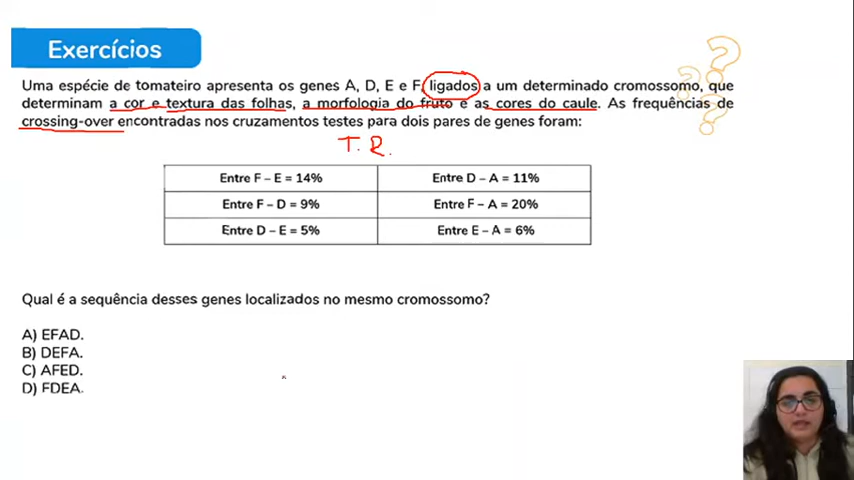 Exercícios
Uma espécie de tomateiro apresenta os genes A, D, E e F, ligados a um determinado cromossomo, que
determinam a cor e textura das folhas, a morfologia do fruto e as cores do caule. As frequências de
crossing-over encontradas nos cruzamentos testes para dois pares de genes foram:
T. R.
Entre F – E = 14% Entre D – A = 11%
Entre F – D = 9% Entre F – A = 20%
Entre D – E = 5% Entre E – A = 6%
Qual é a sequência desses genes localizados no mesmo cromossomo?
A) EFAD.
B) DEFA.
C) AFED.
D) FDEA.